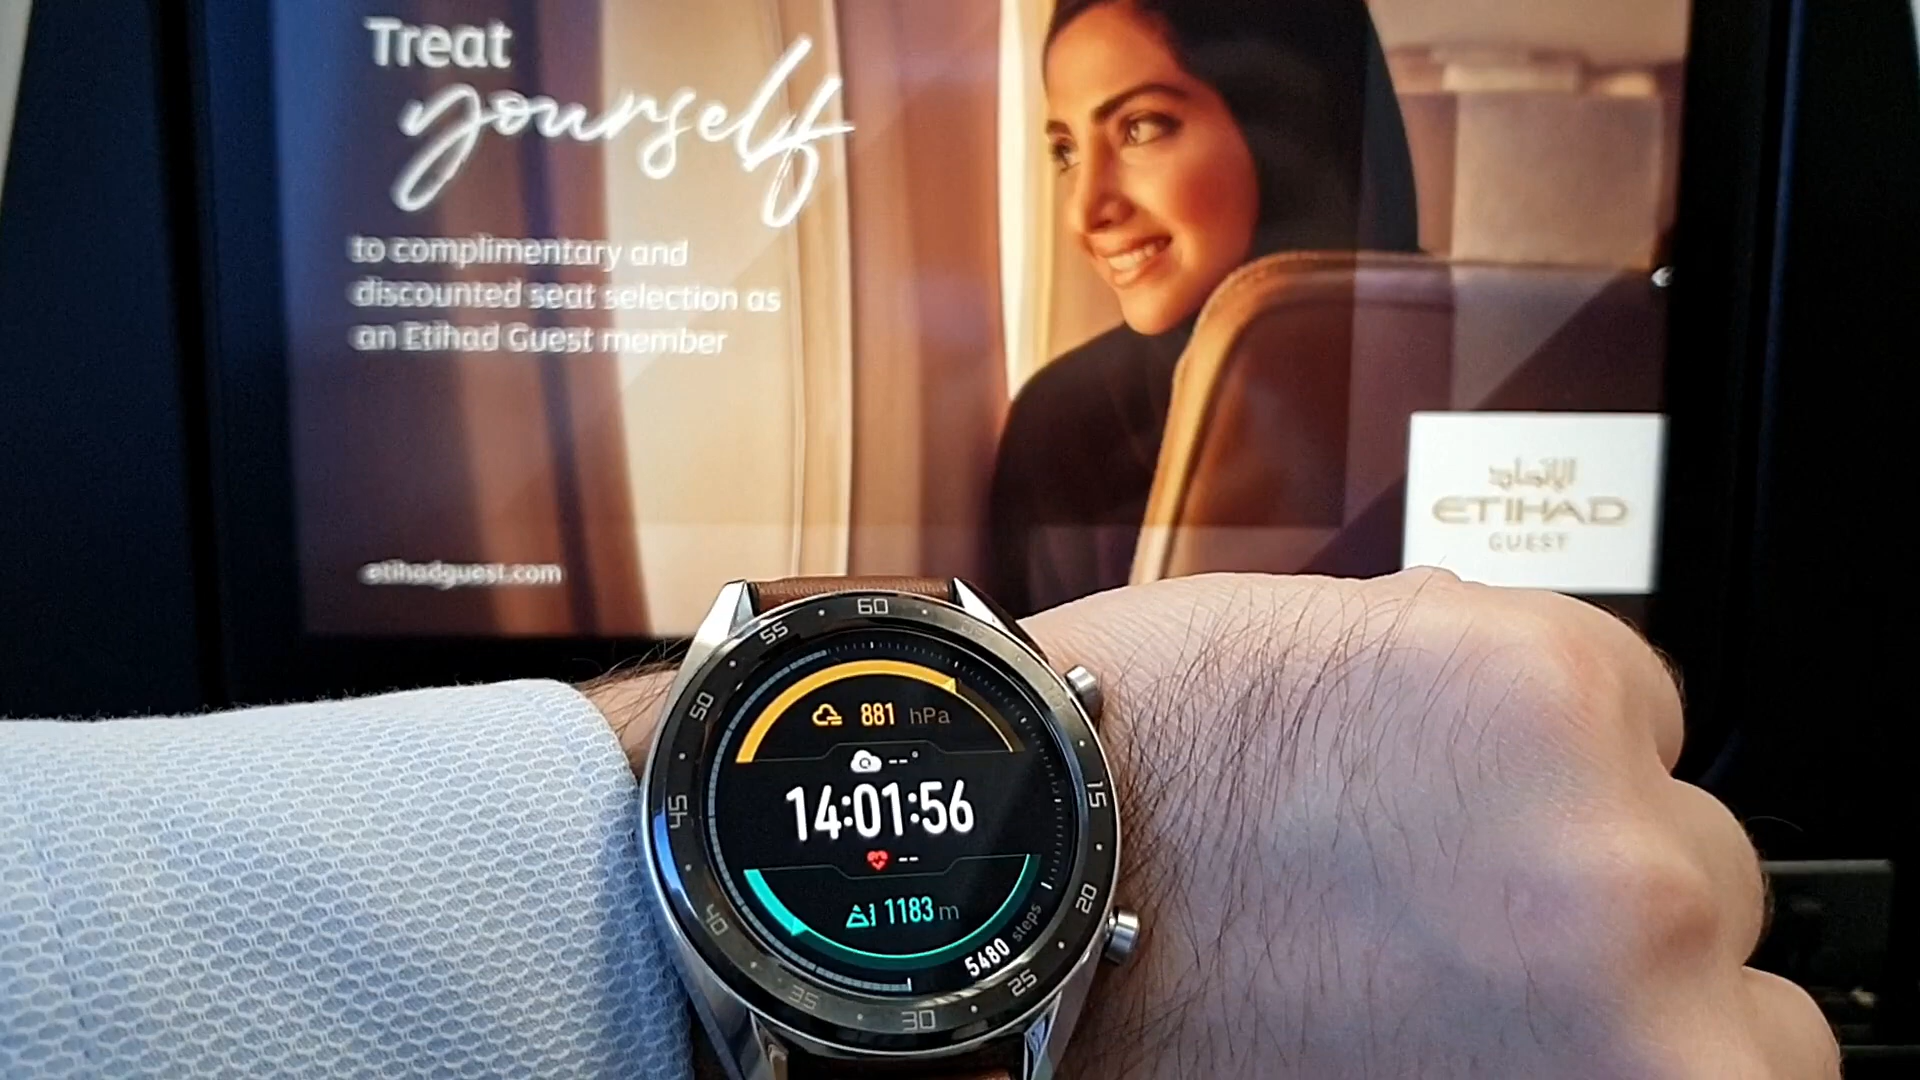 Treat
yourself
to complimentary and
discounted seat selection as
an Etihad Guest member
etihadguest.com
الإتحاد
ETIHAD
GUEST
60
55
50
45
40
35
30
25
20
15
881 hPa
--°
14:01:56
--
1183 m
5480 steps